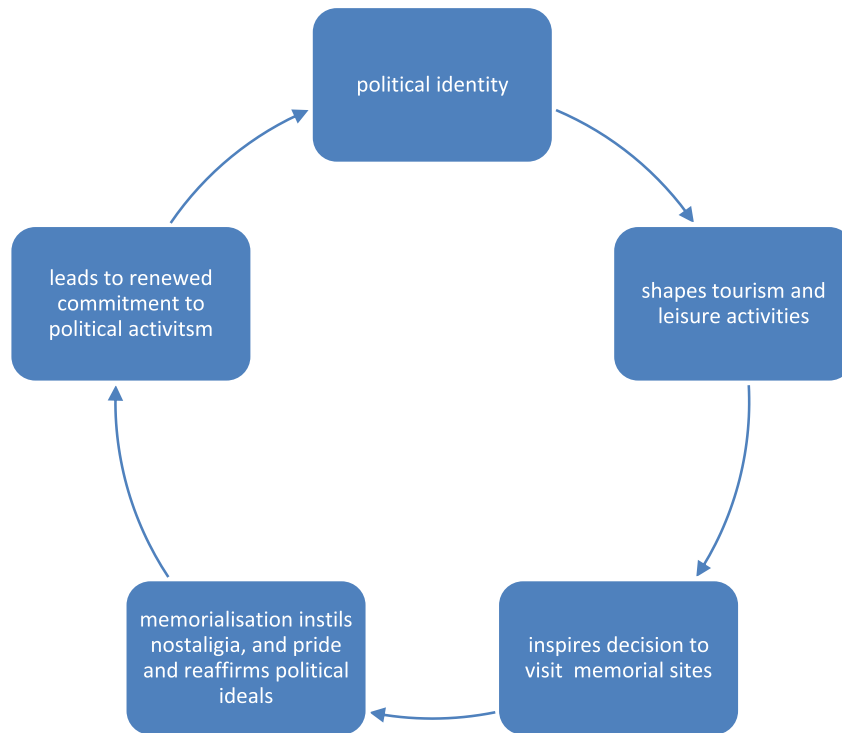 political identity
shapes tourism and
leisure activities
inspires decision to
visit  memorial sites
memorialisation instils
nostaligia, and pride
and reaffirms political
ideals
leads to renewed
commitment to
political activitsm